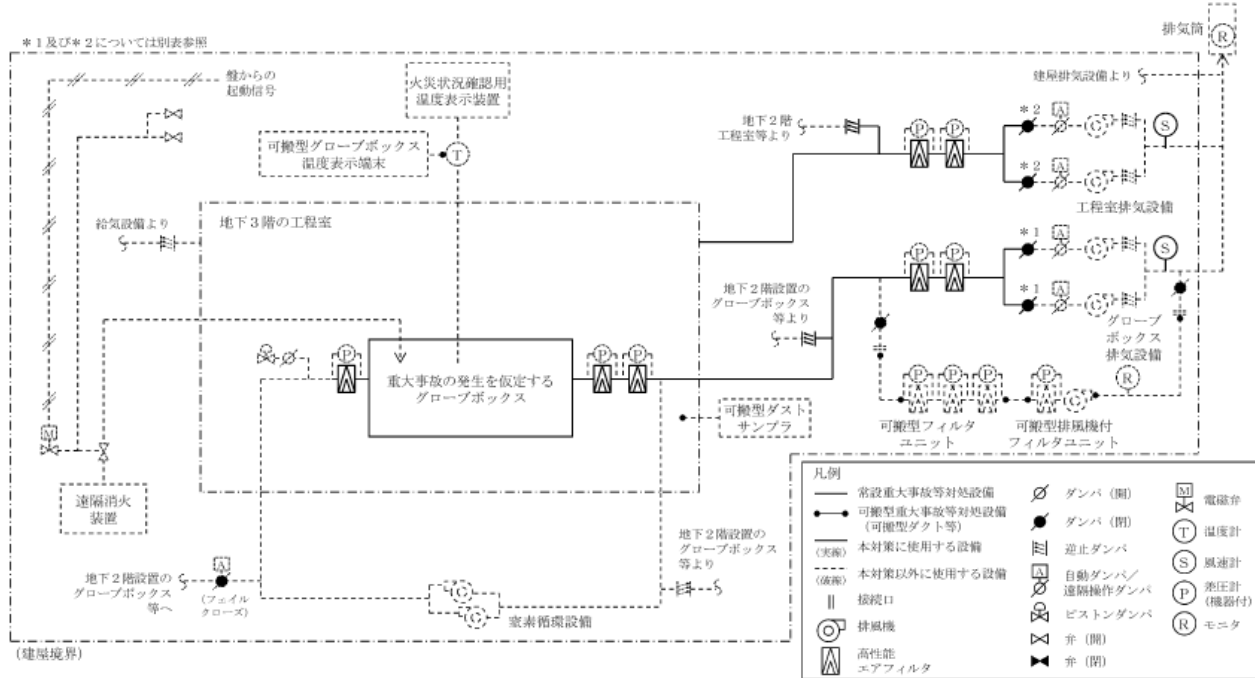 *1及び*2については別表参照
排気筒
R
建屋排気設備より
盤からの
起動信号
火災状況確認用
温度表示装置
可搬型グローブボックス
温度表示端末
T
地下2階
工程室等より
P
P
*2
A
S
*2
A
工程室排気設備
給気設備より
地下3階の工程室
P
P
*1
A
S
*1
A
地下2階設置の
グローブボックス
等より
グローブ
ボックス
排気設備
R
P
P
P
P
可搬型フィルタ
ユニット
可搬型排風機付
フィルタユニット
P
重大事故の発生を仮定する
グローブボックス
P
P
可搬型ダスト
サンプラ
M
遠隔消火
装置
地下2階設置の
グローブボックス
等へ
A
(フェイル
クローズ)
窒素循環設備
地下2階設置の
グローブボックス
等より
(建屋境界)
凡例
常設重大事故等対処設備
可搬型重大事故等対処設備
(可搬型ダクト等)
(実線)
本対策に使用する設備
(破線)
本対策以外に使用する設備
接続口
排風機
高性能
エアフィルタ
ダンパ(開)
ダンパ(閉)
逆止ダンパ
A
自動ダンパ/
遠隔操作ダンパ
ピストンダンパ
弁(開)
弁(閉)
M
電磁弁
T
温度計
S
風速計
P
差圧計
(機器付)
R
モニタ